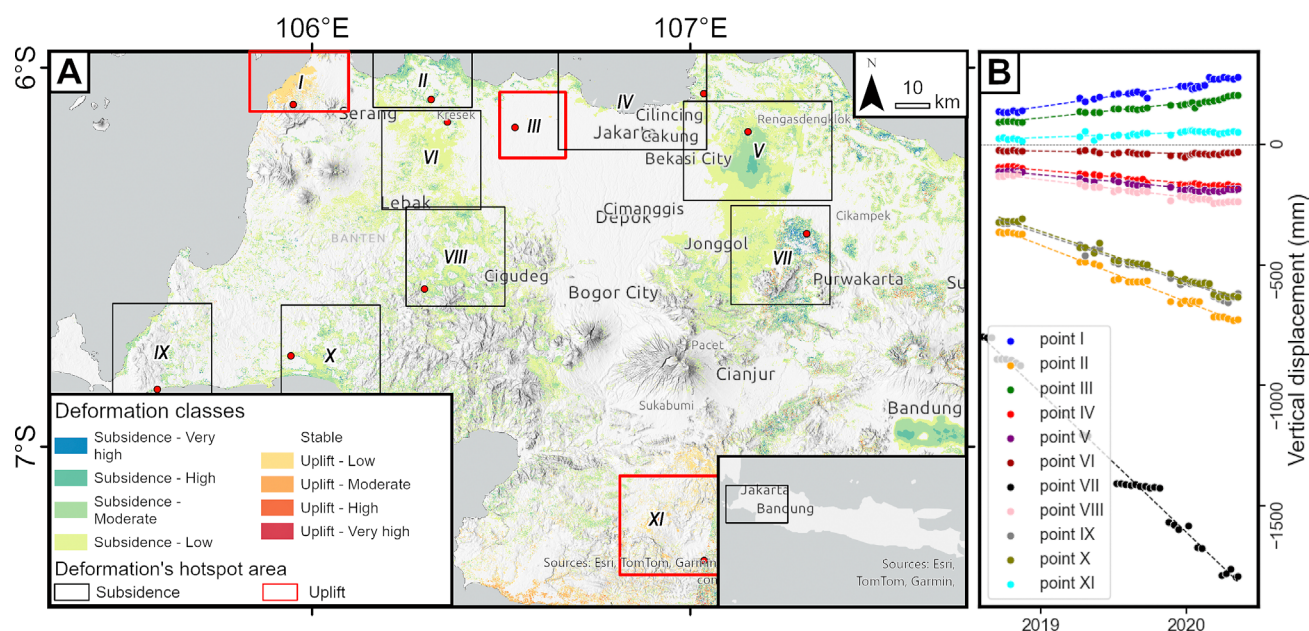 106°E
107°E
6°S
7°S
A
N
10
km
I
II
III
IV
V
VI
VII
VIII
IX
X
XI
Serang
Kresek
Cilincing
Jakarta
Cakung
Rengasdengklok
Bekasi City
Lebak
Cimanggis
Depok
Cikampek
BANTEN
Jonggol
Cigudeg
Purwakarta
Su
Bogor City
Pacet
Cianjur
Sukabumi
Bandung
Deformation classes
Subsidence - Very
high
Subsidence - High
Subsidence -
Moderate
Subsidence - Low
Stable
Uplift - Low
Uplift - Moderate
Uplift - High
Uplift - Very high
Deformation's hotspot area
Subsidence
Uplift
Sources: Esri, TomTom, Garmin
con
Jakarta
Bandung
Sources: Esri,
TomTom, Garmin,
B
point I
point II
point III
point IV
point V
point VI
point VII
point VIII
point IX
point X
point XI
0
−500
−1000
−1500
Vertical displacement (mm)
2019
2020